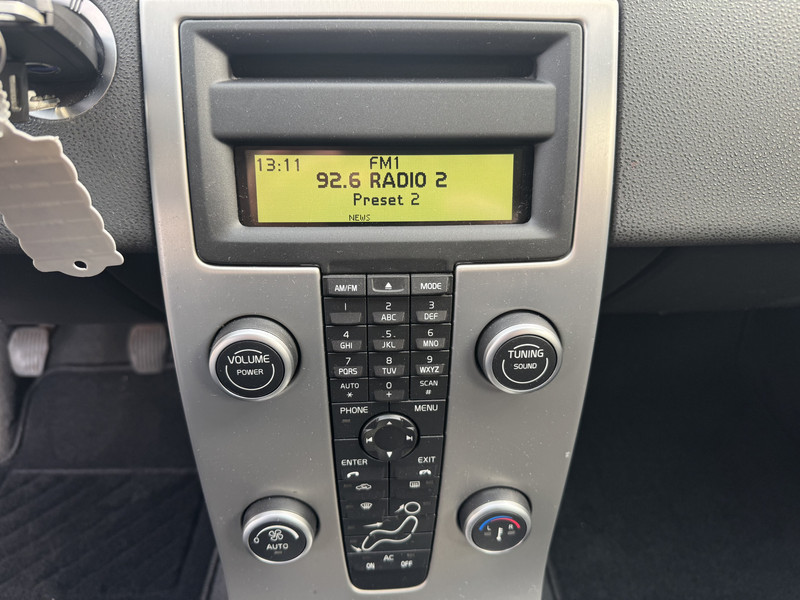 13:11 FM1
92.6 RADIO 2
Preset 2
NEWS
AM/FM MODE
1 2 3
ABC DEF
4 5 6
GHI JKL MNO
7 8 9
PQRS TUV WXYZ
AUTO 0 SCAN
* + #
PHONE MENU
ENTER EXIT
VOLUME
POWER
TUNING
SOUND
0 AUTO
L R
AC
ON OFF